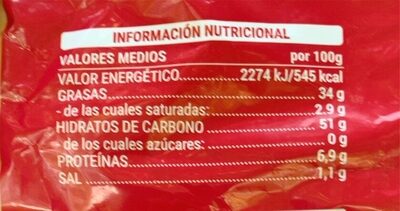 INFORMACIÓN NUTRICIONAL
VALORES MEDIOS por 100g
VALOR ENERGÉTICO 2274 kJ/545 kcal
GRASAS 34 g
- de las cuales saturadas: 2.9 g
HIDRATOS DE CARBONO 51 g
- de los cuales azúcares: 0 g
PROTEÍNAS 6,9 g
SAL 1,1 g